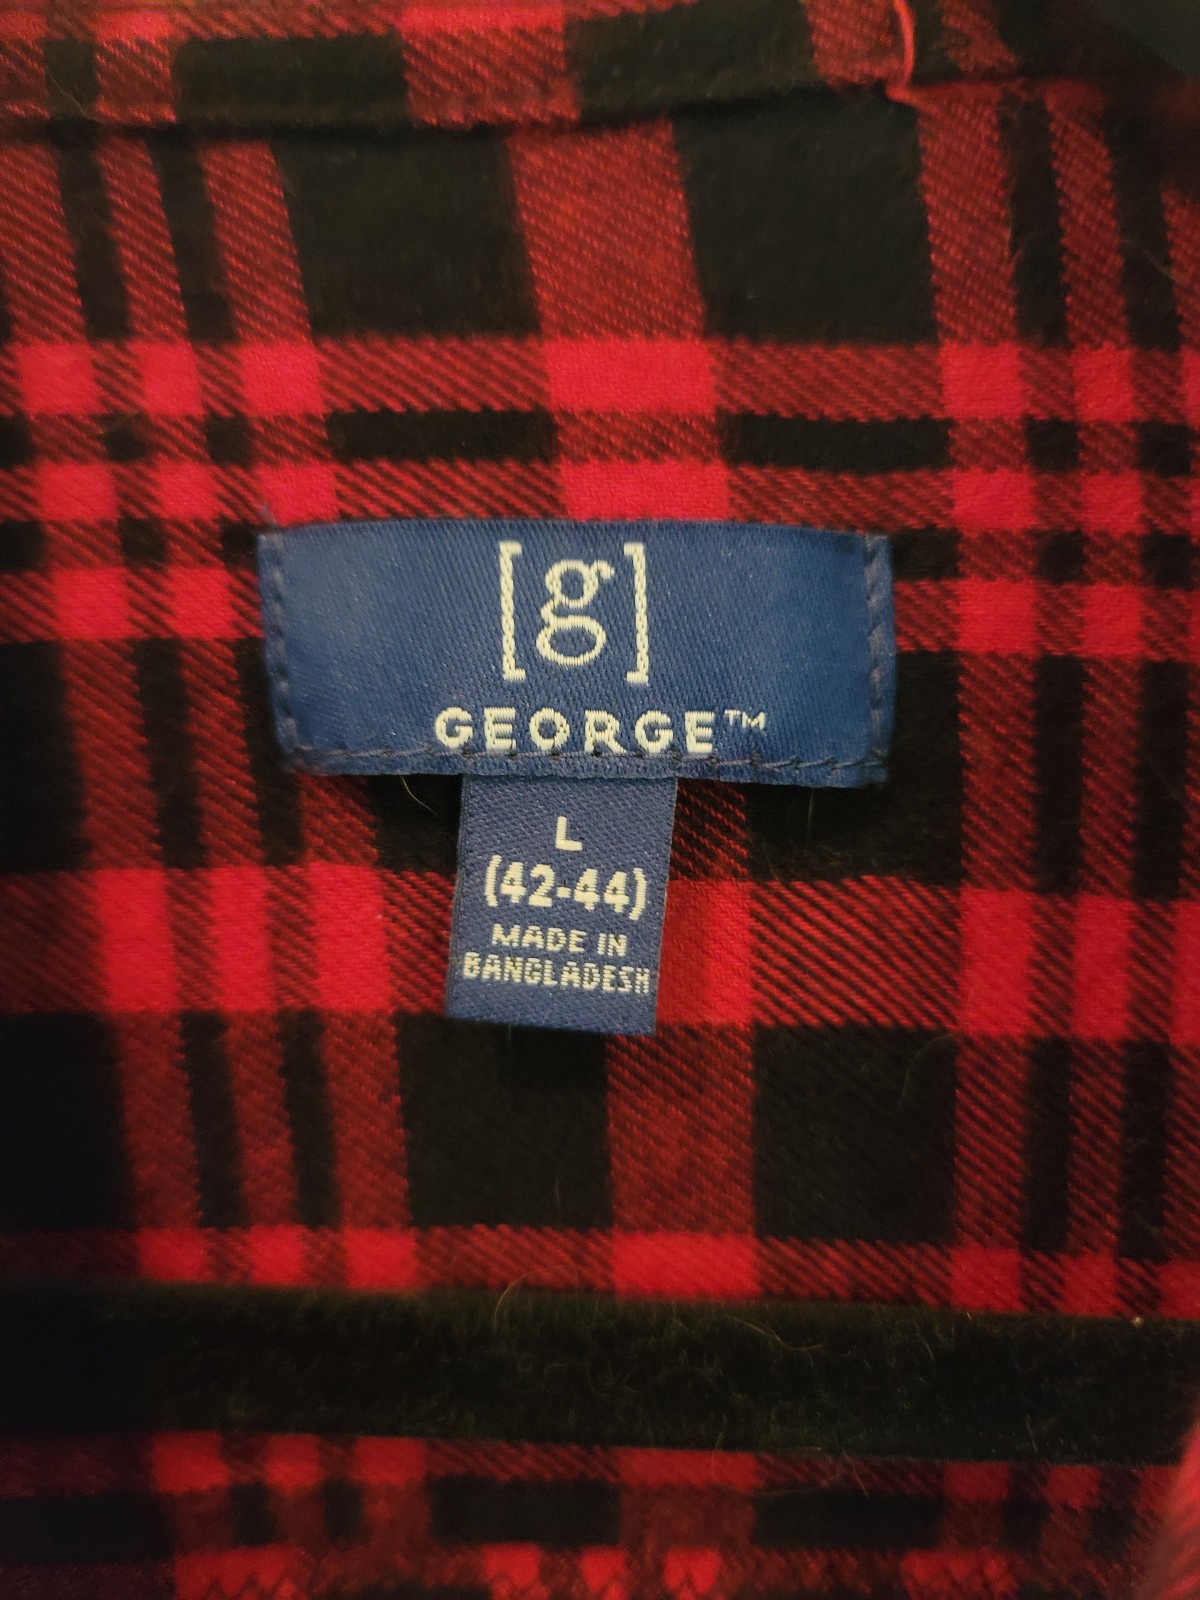 [g]
GEORGE™
L
(42-44)
MADE IN
BANGLADESH